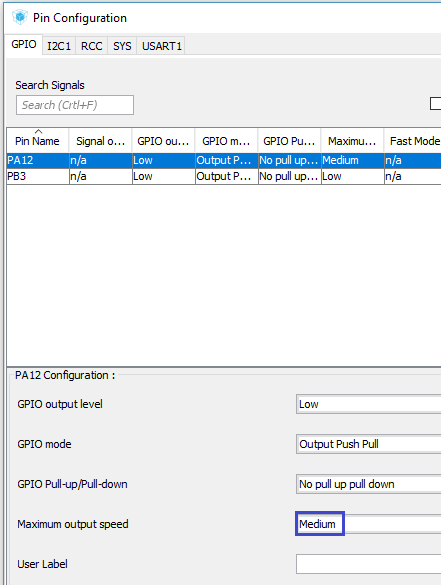 Pin Configuration
GPIO I2C1 RCC SYS USART1
Search Signals
Search (Crtl+F)
Pin Name Signal o... GPIO ou... GPIO m... GPIO Pu... Maximu... Fast Mode
PA12 n/a Low Output P... No pull up... Medium n/a
PB3 n/a Low Output P... No pull up... Low n/a
PA12 Configuration :
GPIO output level Low
GPIO mode Output Push Pull
GPIO Pull-up/Pull-down No pull up pull down
Maximum output speed Medium
User Label